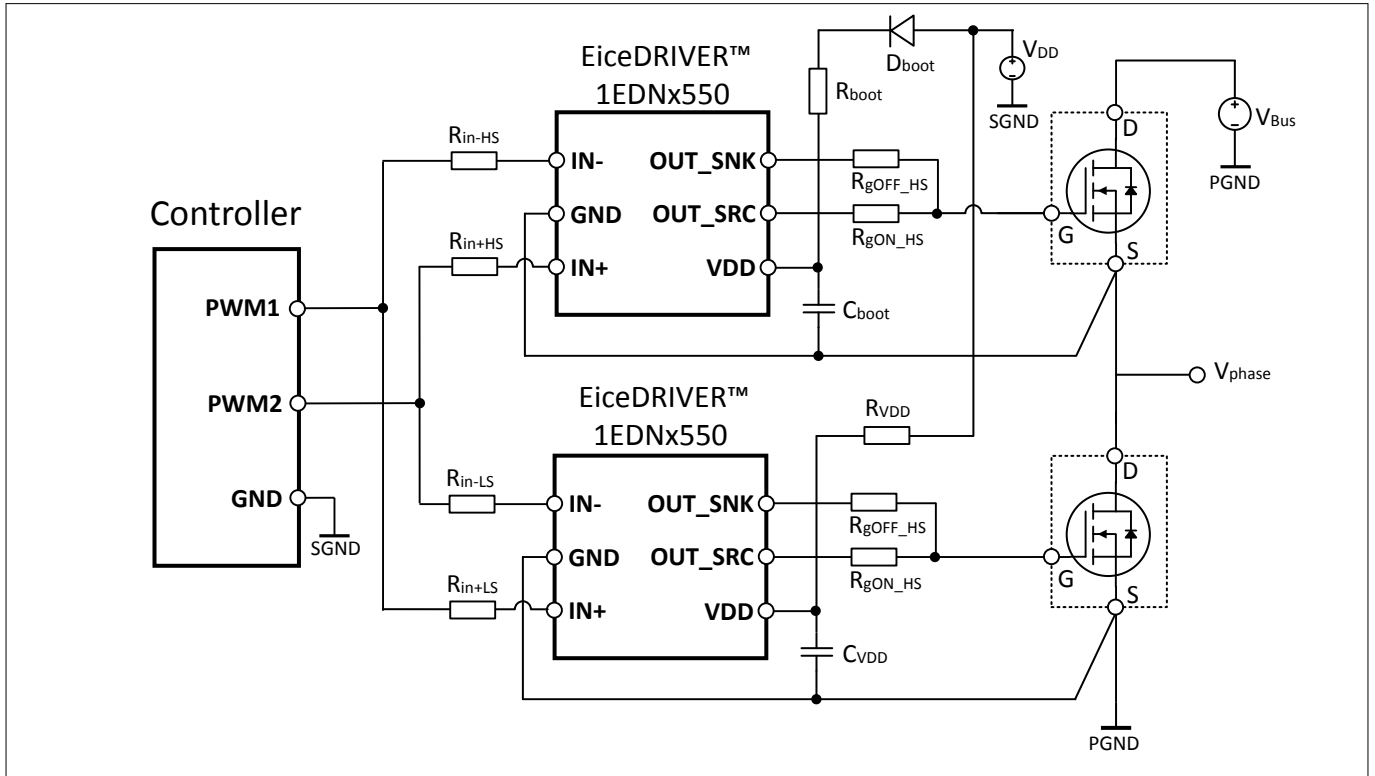 EiceDRIVER™
1EDNx550
Dboot
VDD
Rboot
SGND
VBus
PGND
Rin-HS
IN-
OUT_SNK
RgOFF_HS
D
GND
OUT_SRC
RgON_HS
G
S
Rin+HS
IN+
VDD
Cboot
Controller
PWM1
PWM2
GND
SGND
Vphase
EiceDRIVER™
1EDNx550
RVDD
Rin-LS
IN-
OUT_SNK
RgOFF_HS
D
GND
OUT_SRC
RgON_HS
G
S
Rin+LS
IN+
VDD
CVDD
PGND